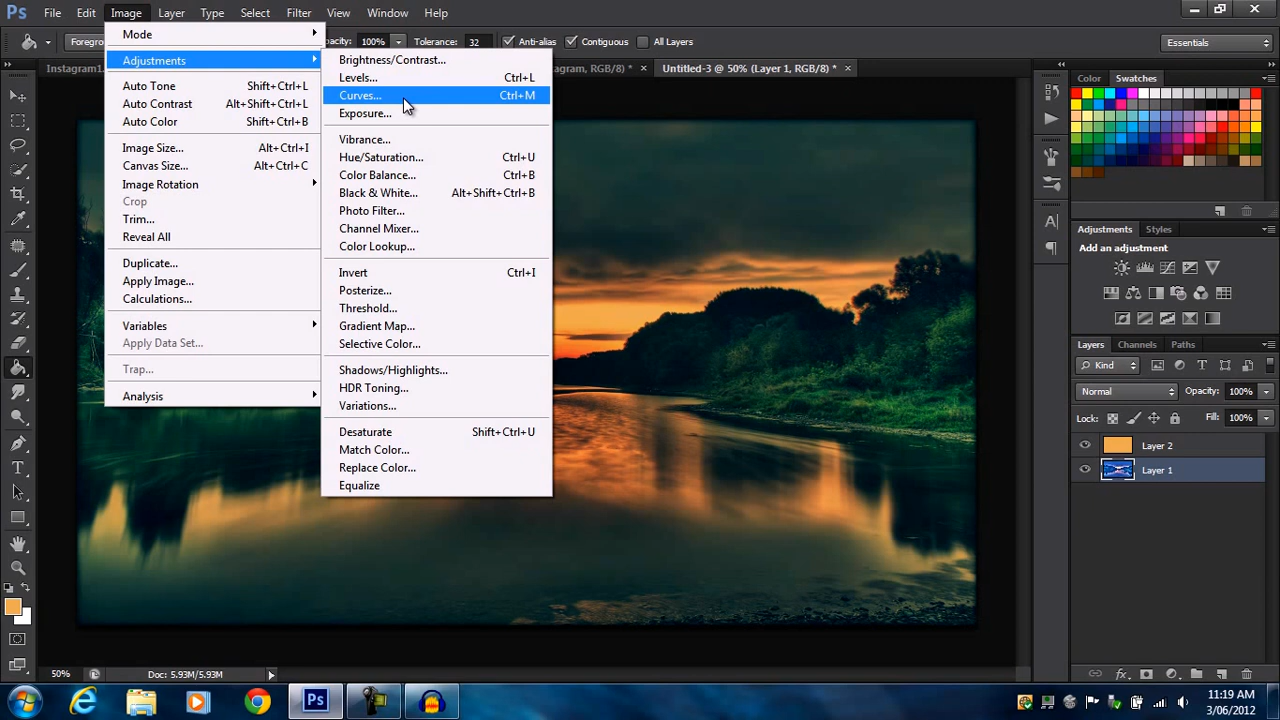 Ps File Edit Image Layer Type Select Filter View Window Help
Foregro pacity: 100% Tolerance: 32 Anti-alias Contiguous All Layers Essentials
Instagram1 agram, RGB/8) * × Untitled-3 @ 50% (Layer 1, RGB/8) * ×
Mode
Adjustments
Auto Tone Shift+Ctrl+L
Auto Contrast Alt+Shift+Ctrl+L
Auto Color Shift+Ctrl+B
Image Size... Alt+Ctrl+I
Canvas Size... Alt+Ctrl+C
Image Rotation
Crop
Trim...
Reveal All
Duplicate...
Apply Image...
Calculations...
Variables
Apply Data Set...
Trap...
Analysis
Brightness/Contrast...
Levels... Ctrl+L
Curves... Ctrl+M
Exposure...
Vibrance...
Hue/Saturation... Ctrl+U
Color Balance... Ctrl+B
Black & White... Alt+Shift+Ctrl+B
Photo Filter...
Channel Mixer...
Color Lookup...
Invert Ctrl+I
Posterize...
Threshold...
Gradient Map...
Selective Color...
Shadows/Highlights...
HDR Toning...
Variations...
Desaturate Shift+Ctrl+U
Match Color...
Replace Color...
Equalize
Color Swatches
Adjustments Styles
Add an adjustment
Layers Channels Paths
Kind
Normal Opacity: 100%
Lock: Fill: 100%
Layer 2
Layer 1
50% Doc: 5.93M/5.93M
Ps
11:19 AM
3/06/2012